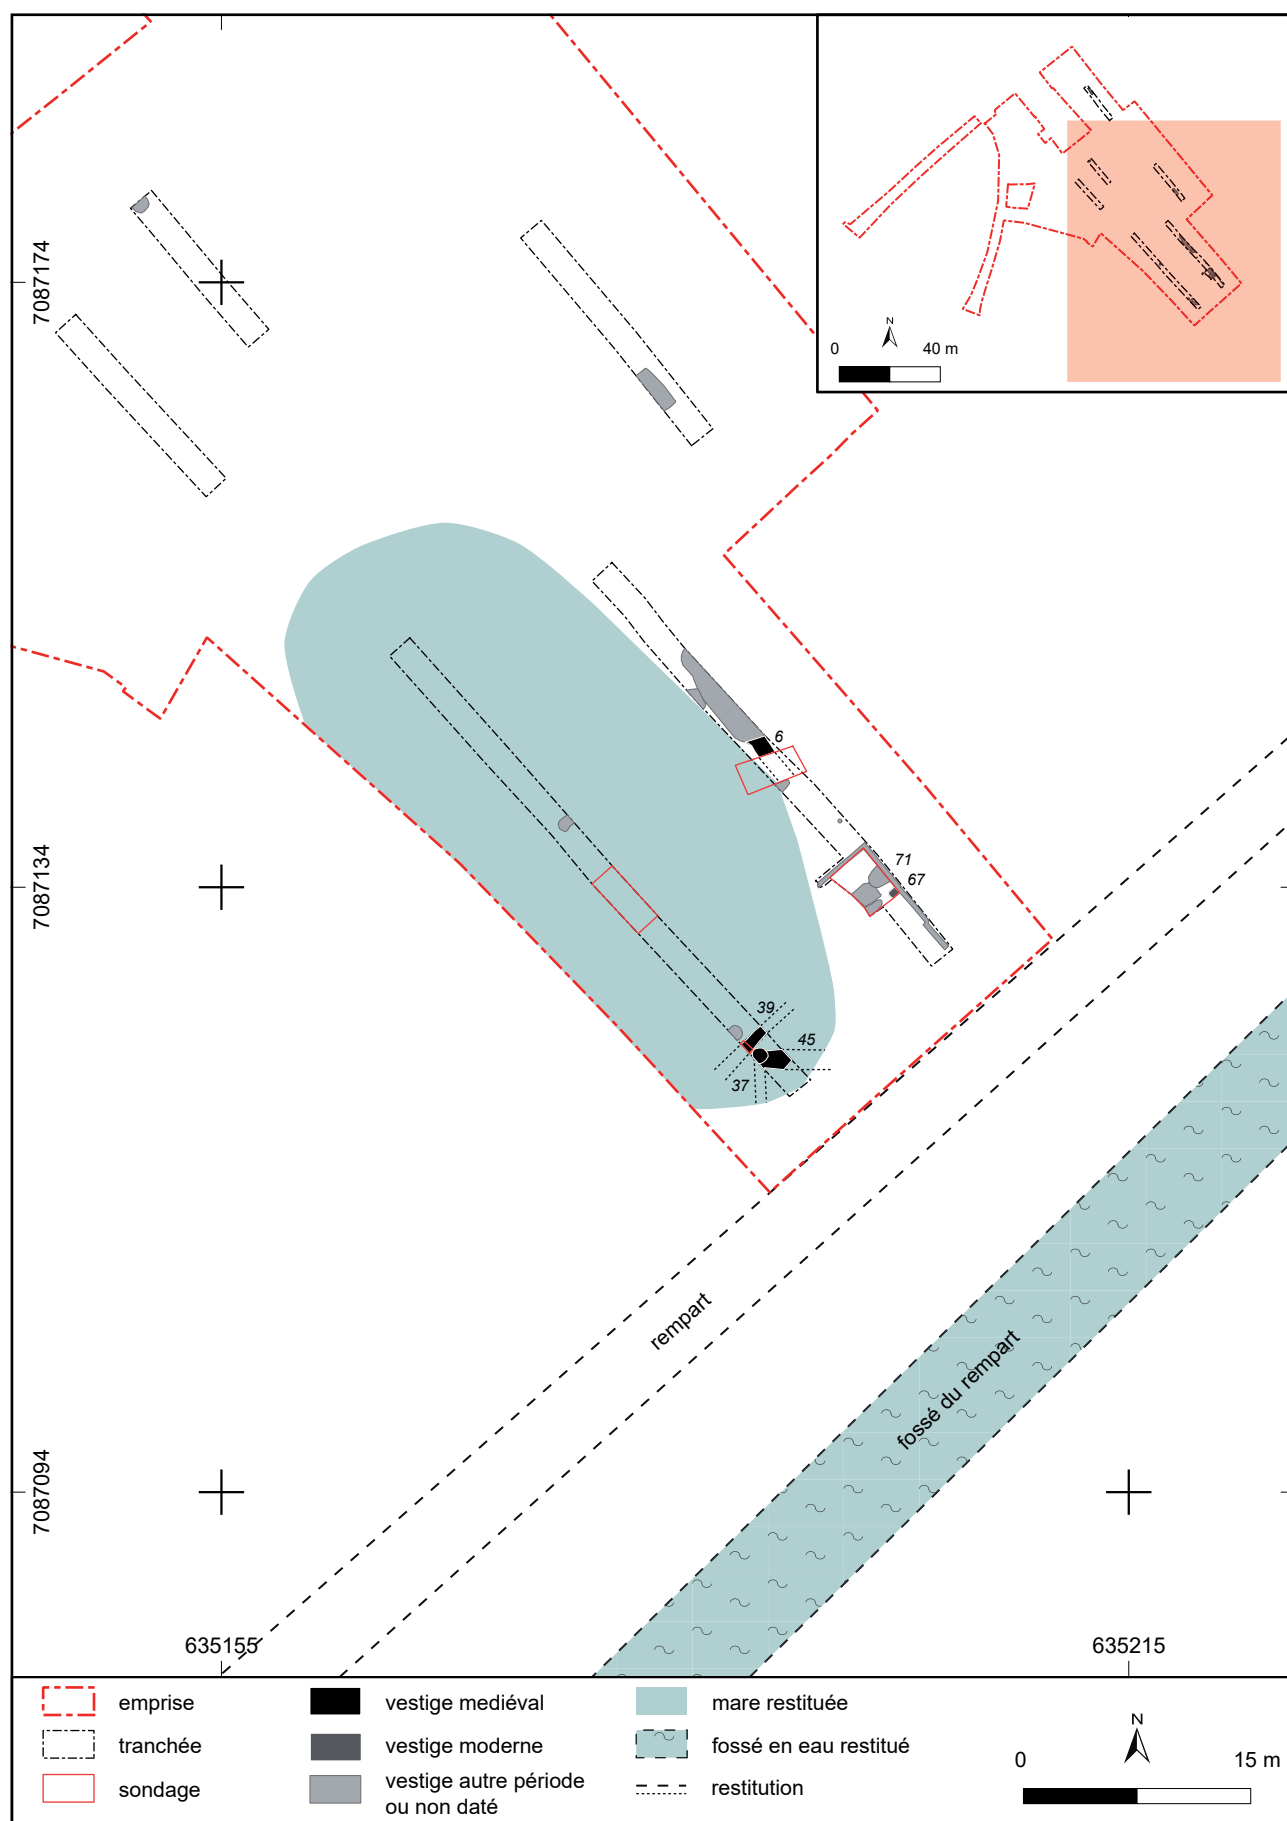 N
0 40 m
7087174
6
71
67
7087134
39
45
37
rempart
fossé du rempart
7087094
635155
635215
emprise
tranchée
sondage
vestige mediéval
vestige moderne
vestige autre période
ou non daté
mare restituée
fossé en eau restitué
restitution
N
0 15 m